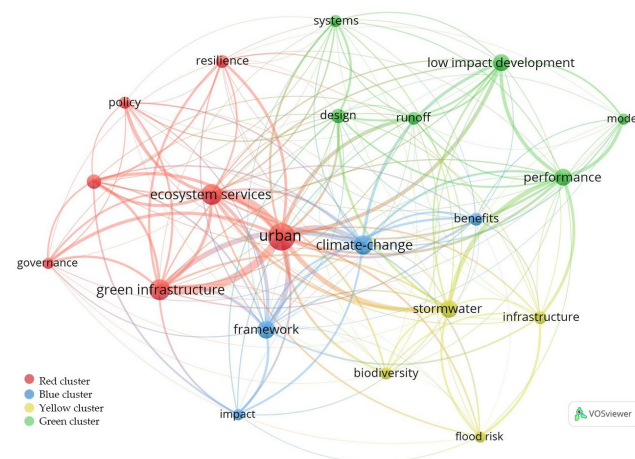 systems
resilience
low impact development
policy
design
runoff
mode
performance
ecosystem services
benefits
urban
climate-change
governance
green infrastructure
stormwater
infrastructure
framework
biodiversity
impact
flood risk
Red cluster
Blue cluster
Yellow cluster
Green cluster
VOSviewer